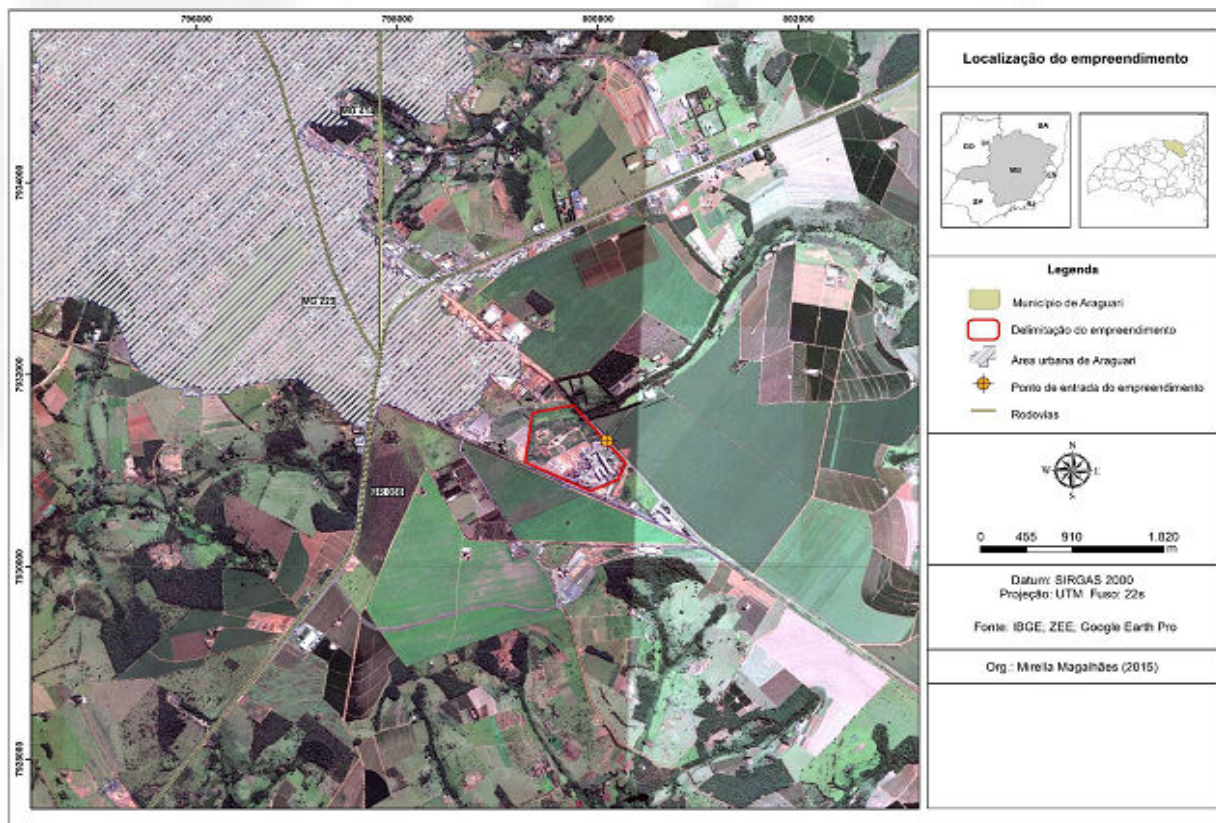 796000
798000
800000
802000
7934000
7932000
7930000
7928000
MG 223
Localização do empreendimento
BA
GO
DF
MG
ES
SP
RJ
Legenda
Município de Araguari
Delimitação do empreendimento
Área urbana de Araguari
Ponto de entrada do empreendimento
Rodovias
N
W
E
S
0 455 910 1.820
m
Datum: SIRGAS 2000
Projeção: UTM Fuso: 22s
Fonte: IBGE; ZEE; Google Earth Pro
Org.: Mirella Magalhães (2015)